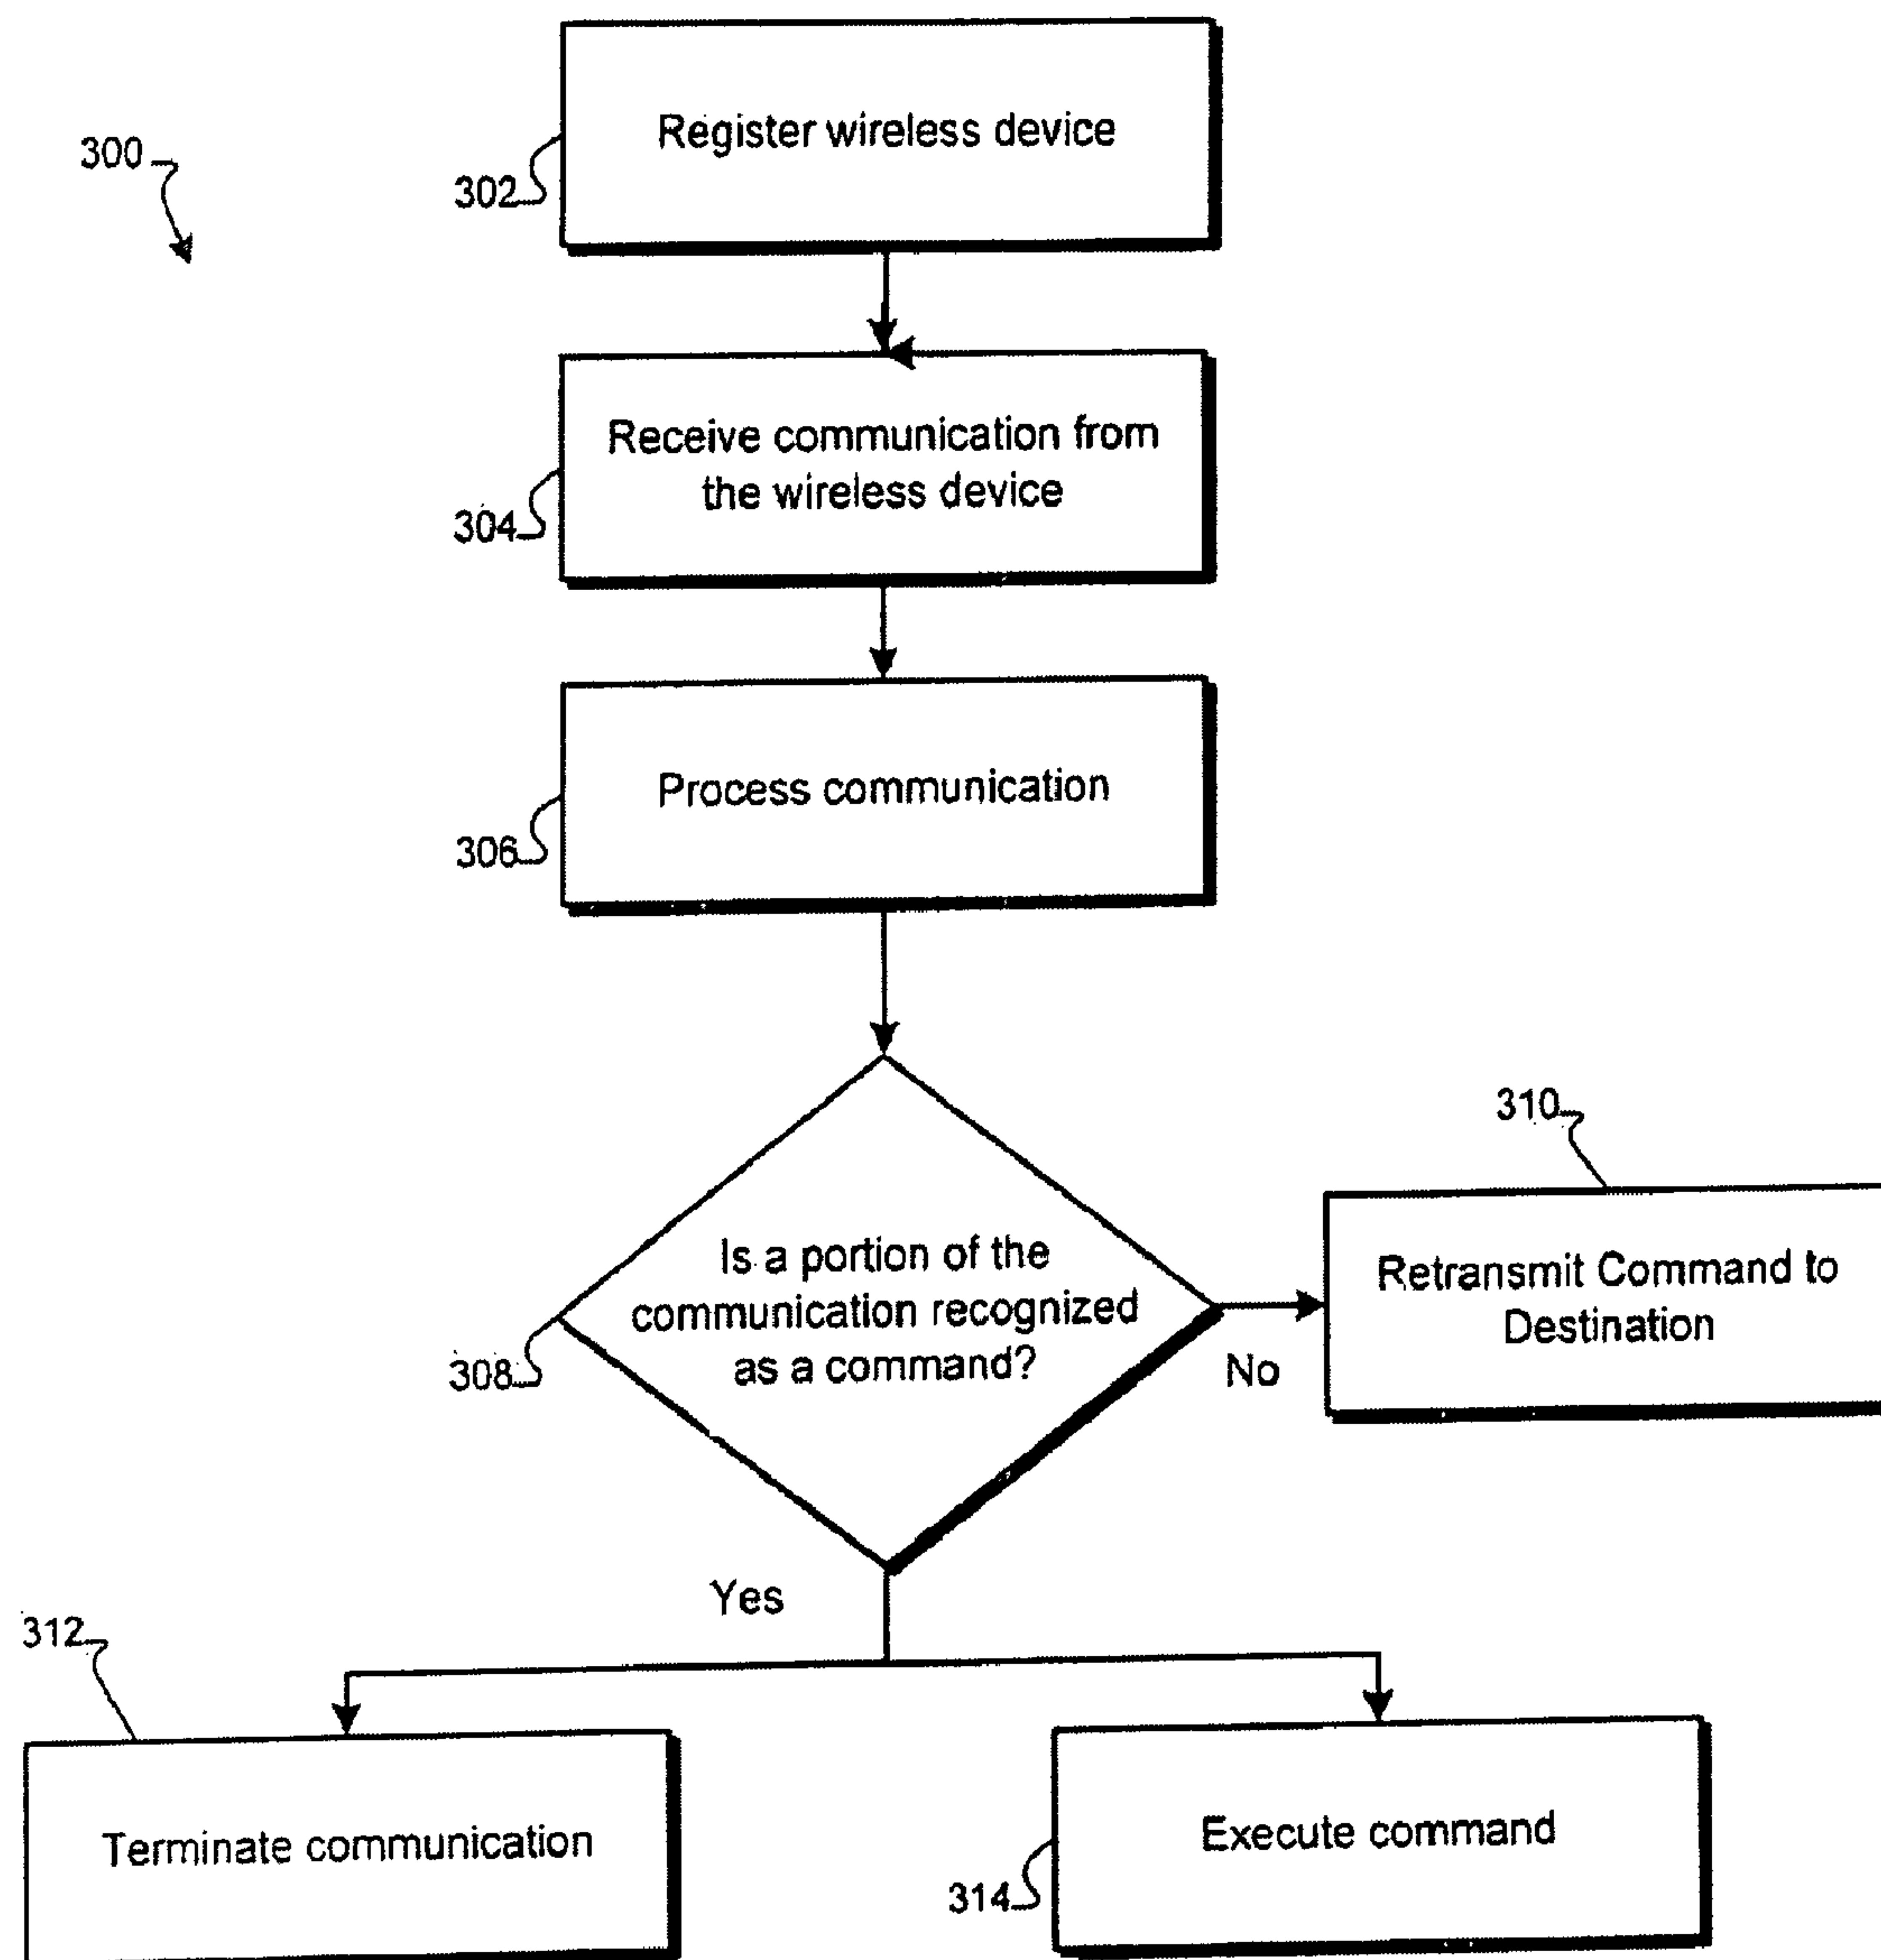 Register wireless device
300
302
Receive communication from
the wireless device
304
Process communication
306
Is a portion of the
communication recognized
as a command?
308
No
310
Retransmit Command to
Destination
Yes
312
Terminate communication
Execute command
314